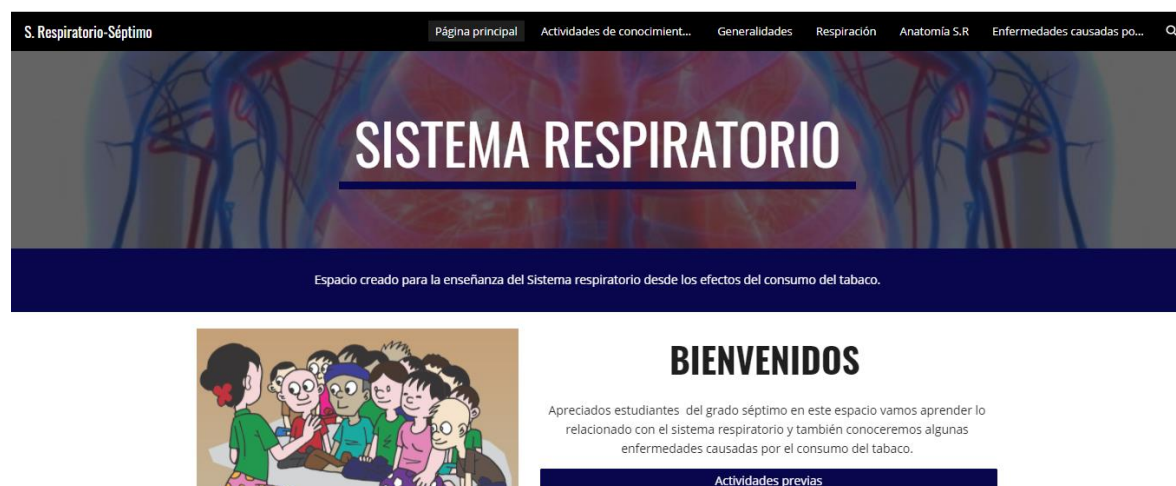 S. Respiratorio-Séptimo
Página principal
Actividades de conocimient...
Generalidades
Respiración
Anatomía S.R
Enfermedades causadas po...
SISTEMA RESPIRATORIO
Espacio creado para la enseñanza del Sistema respiratorio desde los efectos del consumo del tabaco.
BIENVENIDOS
Apreciados estudiantes  del grado séptimo en este espacio vamos aprender lo
relacionado con el sistema respiratorio y también conoceremos algunas
enfermedades causadas por el consumo del tabaco.
Actividades previas